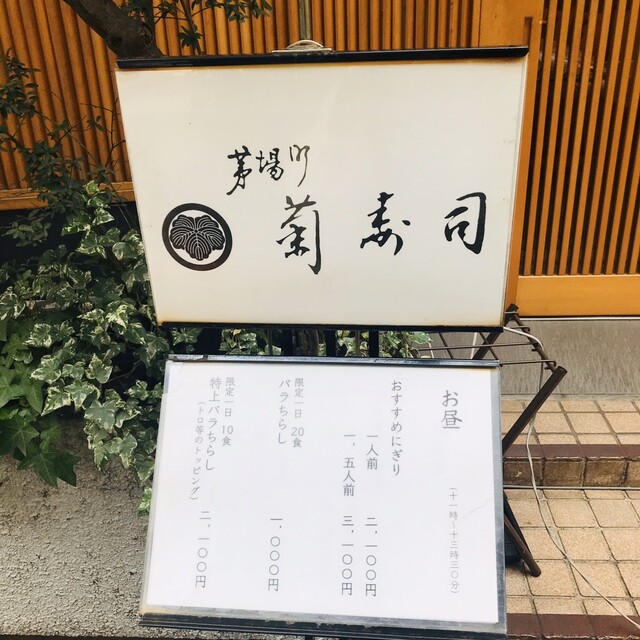 茅場町
菊寿司
お昼
(十一時～十三時三〇分)
おすすめにぎり
一人前 二、一〇〇円
一、五人前 三、一〇〇円
限定一日20食
バラちらし
一、〇〇〇円
限定一日10食
特上バラちらし
(トロ等のトッピング)
二、一〇〇円